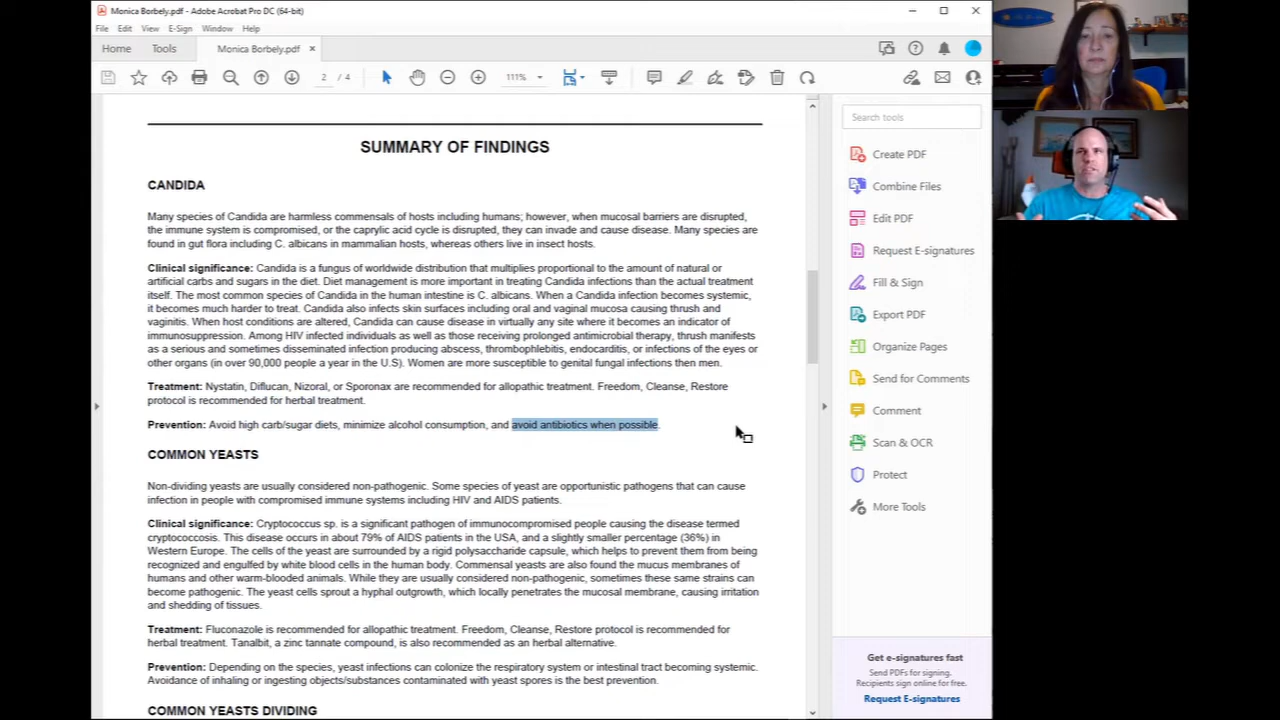 Monica Borbely.pdf - Adobe Acrobat Pro DC (64-bit)
File Edit View E-Sign Window Help
Home Tools Monica Borbely.pdf ×
2 / 4 111%
SUMMARY OF FINDINGS
CANDIDA
Many species of Candida are harmless commensals of hosts including humans; however, when mucosal barriers are disrupted,
the immune system is compromised, or the caprylic acid cycle is disrupted, they can invade and cause disease. Many species are
found in gut flora including C. albicans in mammalian hosts, whereas others live in insect hosts.
Clinical significance: Candida is a fungus of worldwide distribution that multiplies proportional to the amount of natural or
artificial carbs and sugars in the diet. Diet management is more important in treating Candida infections than the actual treatment
itself. The most common species of Candida in the human intestine is C. albicans. When a Candida infection becomes systemic,
it becomes much harder to treat. Candida also infects skin surfaces including oral and vaginal mucosa causing thrush and
vaginitis. When host conditions are altered, Candida can cause disease in virtually any site where it becomes an indicator of
immunosuppression. Among HIV infected individuals as well as those receiving prolonged antimicrobial therapy, thrush manifests
as a serious and sometimes disseminated infection producing abscess, thrombophlebitis, endocarditis, or infections of the eyes or
other organs (in over 90,000 people a year in the U.S). Women are more susceptible to genital fungal infections then men.
Treatment: Nystatin, Diflucan, Nizoral, or Sporonax are recommended for allopathic treatment. Freedom, Cleanse, Restore
protocol is recommended for herbal treatment.
Prevention: Avoid high carb/sugar diets, minimize alcohol consumption, and avoid antibiotics when possible.
COMMON YEASTS
Non-dividing yeasts are usually considered non-pathogenic. Some species of yeast are opportunistic pathogens that can cause
infection in people with compromised immune systems including HIV and AIDS patients.
Clinical significance: Cryptococcus sp. is a significant pathogen of immunocompromised people causing the disease termed
cryptococcosis. This disease occurs in about 79% of AIDS patients in the USA, and a slightly smaller percentage (36%) in
Western Europe. The cells of the yeast are surrounded by a rigid polysaccharide capsule, which helps to prevent them from being
recognized and engulfed by white blood cells in the human body. Commensal yeasts are also found the mucus membranes of
humans and other warm-blooded animals. While they are usually considered non-pathogenic, sometimes these same strains can
become pathogenic. The yeast cells sprout a hyphal outgrowth, which locally penetrates the mucosal membrane, causing irritation
and shedding of tissues.
Treatment: Fluconazole is recommended for allopathic treatment. Freedom, Cleanse, Restore protocol is recommended for
herbal treatment. Tanalbit, a zinc tannate compound, is also recommended as an herbal alternative.
Prevention: Depending on the species, yeast infections can colonize the respiratory system or intestinal tract becoming systemic.
Avoidance of inhaling or ingesting objects/substances contaminated with yeast spores is the best prevention.
COMMON YEASTS DIVIDING
Search tools
Create PDF
Combine Files
Edit PDF
Request E-signatures
Fill & Sign
Export PDF
Organize Pages
Send for Comments
Comment
Scan & OCR
Protect
More Tools
Get e-signatures fast
Send PDFs for signing.
Recipients sign online for free.
Request E-signatures